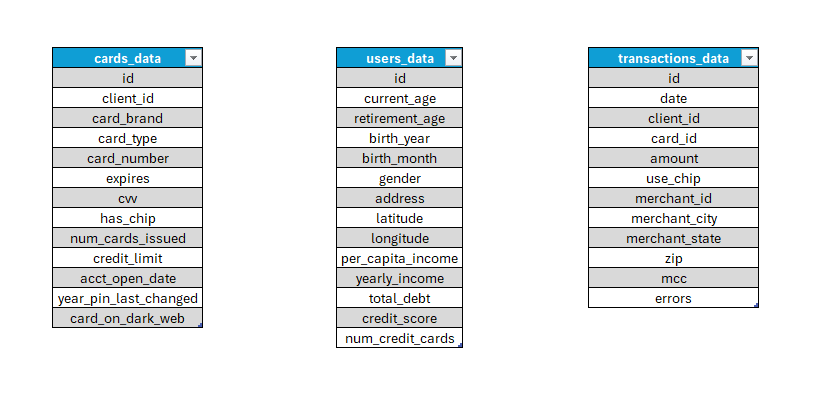 cards_data
id
client_id
card_brand
card_type
card_number
expires
cvv
has_chip
num_cards_issued
credit_limit
acct_open_date
year_pin_last_changed
card_on_dark_web
users_data
id
current_age
retirement_age
birth_year
birth_month
gender
address
latitude
longitude
per_capita_income
yearly_income
total_debt
credit_score
num_credit_cards
transactions_data
id
date
client_id
card_id
amount
use_chip
merchant_id
merchant_city
merchant_state
zip
mcc
errors